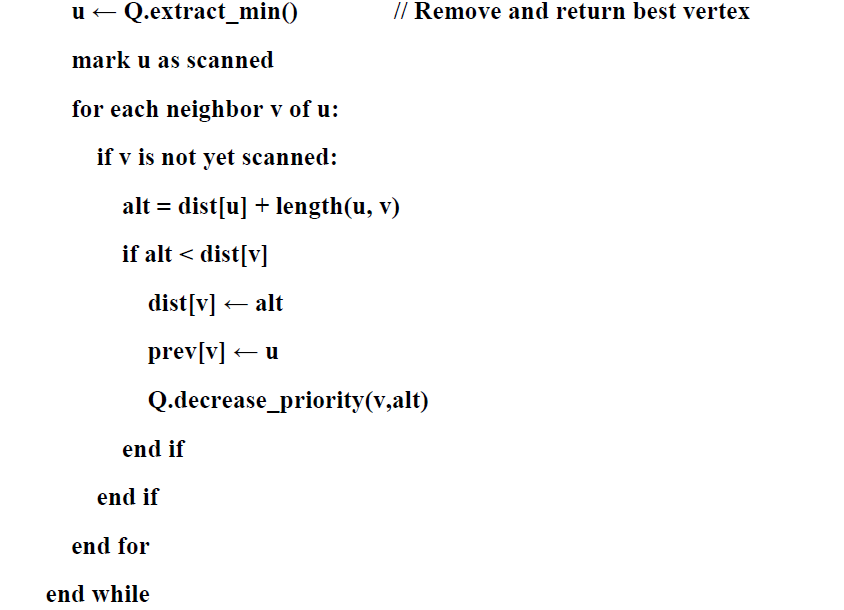 u ← Q.extract_min() // Remove and return best vertex
mark u as scanned
for each neighbor v of u:
if v is not yet scanned:
alt = dist[u] + length(u, v)
if alt < dist[v]
dist[v] ← alt
prev[v] ← u
Q.decrease_priority(v,alt)
end if
end if
end for
end while